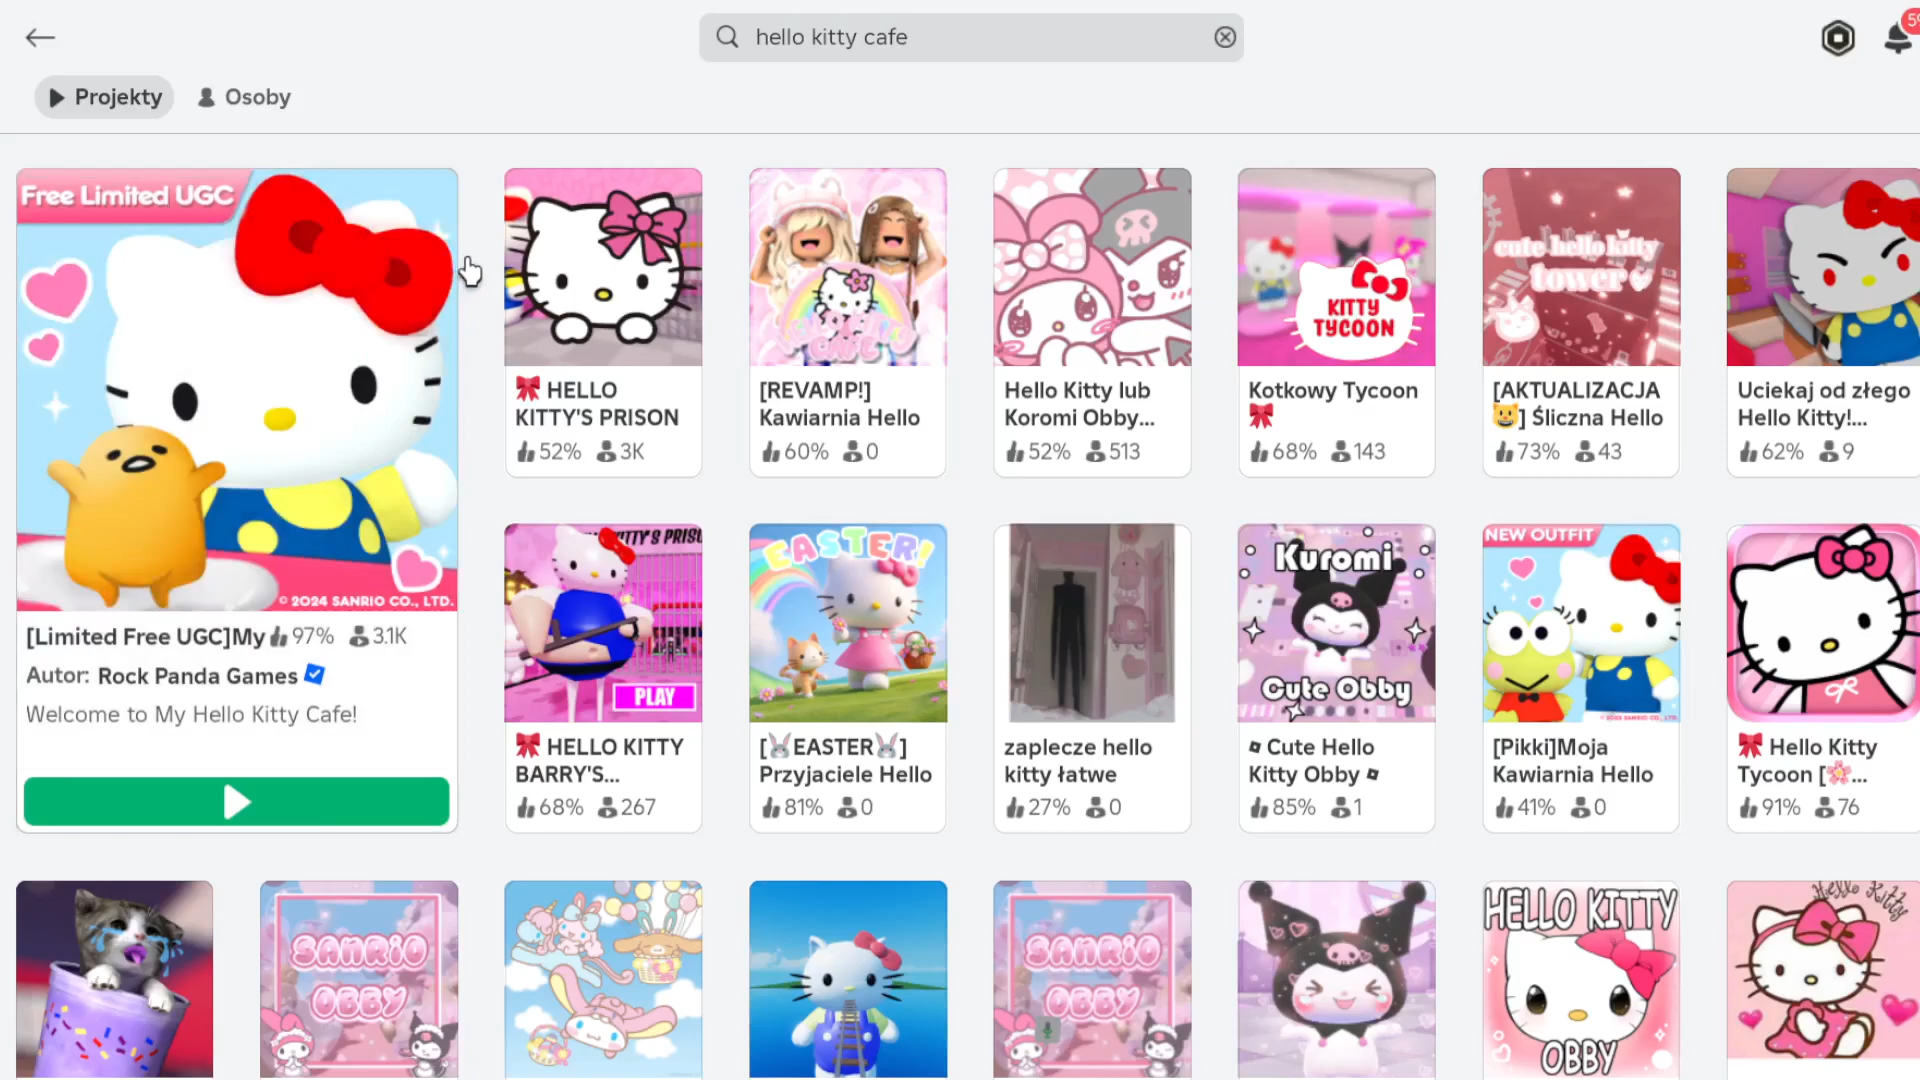 hello kitty cafe
59
Projekty
Osoby
Free Limited UGC
© 2024 SANRIO CO., LTD.
[Limited Free UGC]My 97% 3.1K
Autor: Rock Panda Games
Welcome to My Hello Kitty Cafe!
🎀 HELLO
KITTY'S PRISON
52% 3K
CAFE
[REVAMP!]
Kawiarnia Hello
60% 0
Hello Kitty lub
Koromi Obby...
52% 513
KITTY
TYCOON
Kotkowy Tycoon
🎀
68% 143
cute hello kitty
tower
[AKTUALIZACJA
😺] Śliczna Hello
73% 43
Uciekaj od złego
Hello Kitty!...
62% 9
KITTY'S PRISO
PLAY
🎀 HELLO KITTY
BARRY'S...
68% 267
EASTER!
[🐰EASTER🐰]
Przyjaciele Hello
81% 0
zaplecze hello
kitty łatwe
27% 0
Kuromi
Cute Obby
Cute Hello
Kitty Obby
85% 1
NEW OUTFIT
[Pikki]Moja
Kawiarnia Hello
41% 0
🎀 Hello Kitty
Tycoon [🌸...
91% 76
SANRIO
OBBY
SANRIO
OBBY
HELLO KITTY
OBBY
Hello Kitty